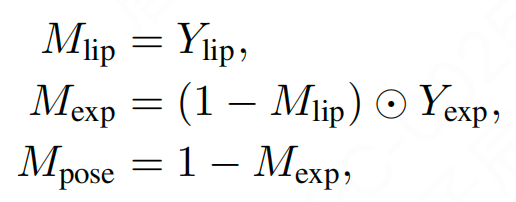 M_lip = Y_lip,
M_exp = (1 − M_lip) ⊙ Y_exp,
M_pose = 1 − M_exp,